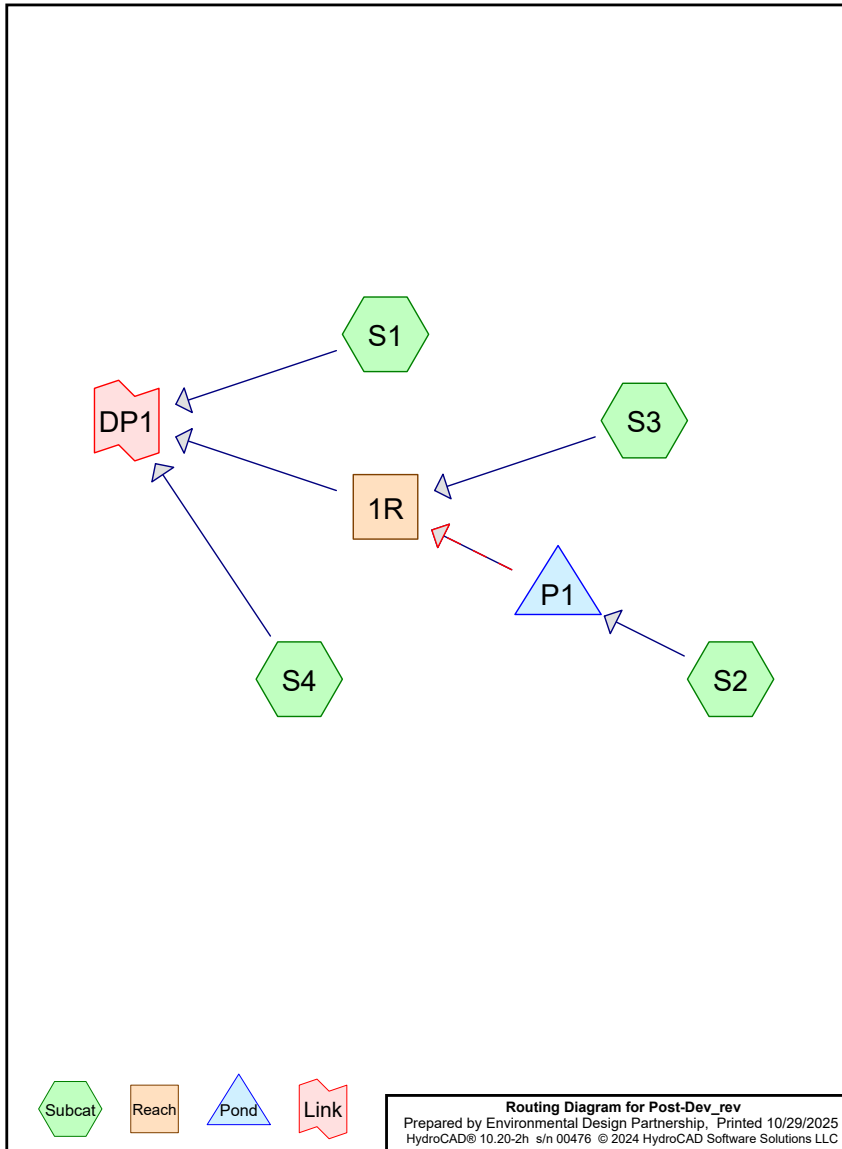 S1
DP1
S3
1R
P1
S4
S2
Subcat
Reach
Pond
Link
Routing Diagram for Post-Dev_rev
Prepared by Environmental Design Partnership, Printed 10/29/2025
HydroCAD® 10.20-2h s/n 00476 © 2024 HydroCAD Software Solutions LLC